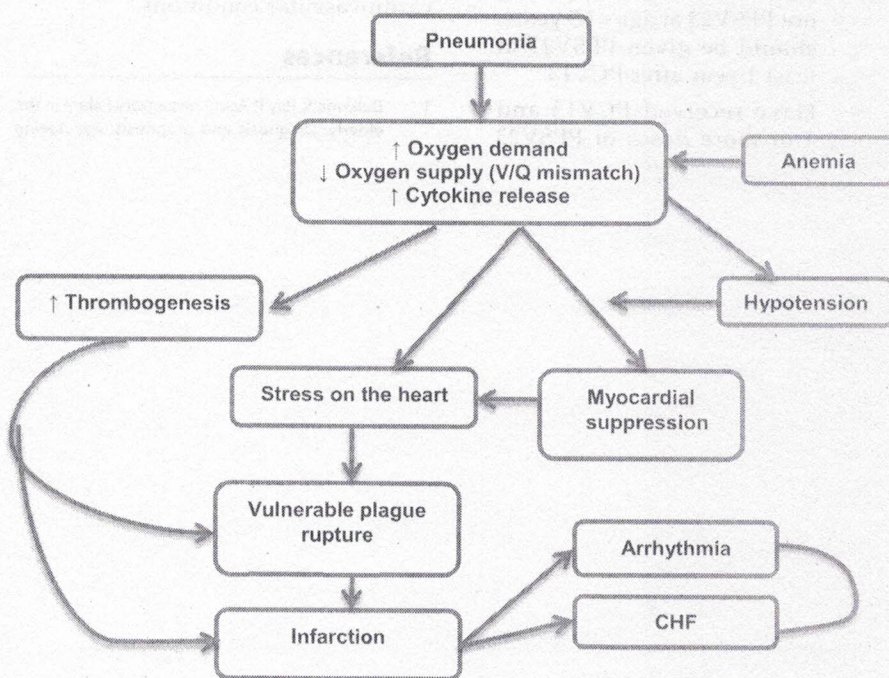 Pneumonia
↑ Oxygen demand
↓ Oxygen supply (V/Q mismatch)
↑ Cytokine release
Anemia
↑ Thrombogenesis
Hypotension
Stress on the heart
Myocardial
suppression
Vulnerable plague
rupture
Arrhythmia
Infarction
CHF
References